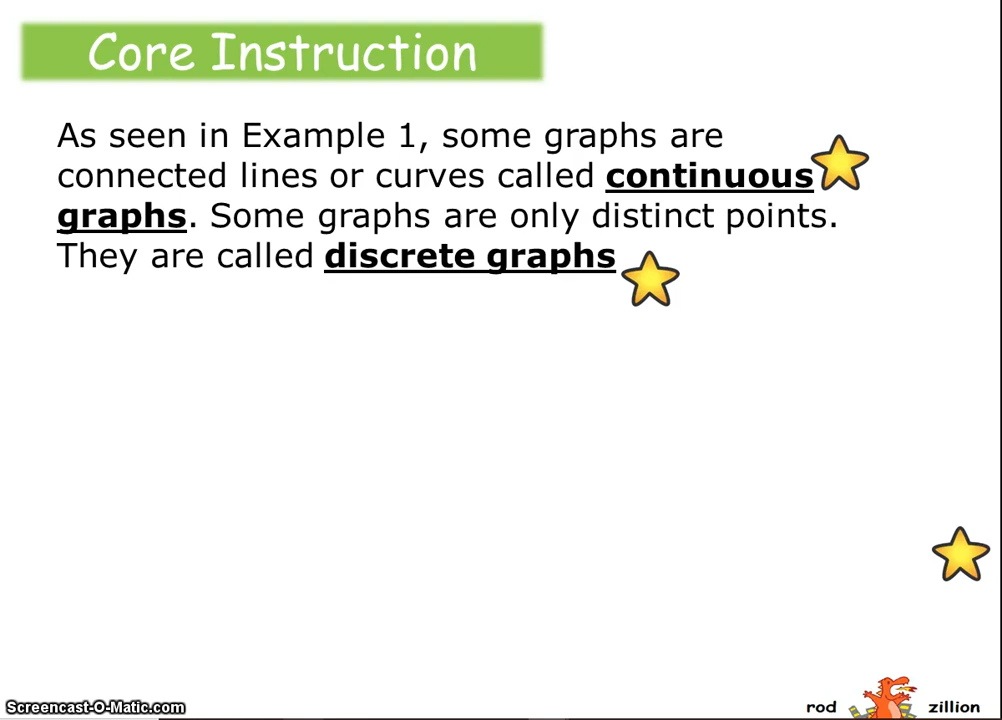 Core Instruction
As seen in Example 1, some graphs are
connected lines or curves called continuous
graphs. Some graphs are only distinct points.
They are called discrete graphs
Screencast-O-Matic.com
rod zillion